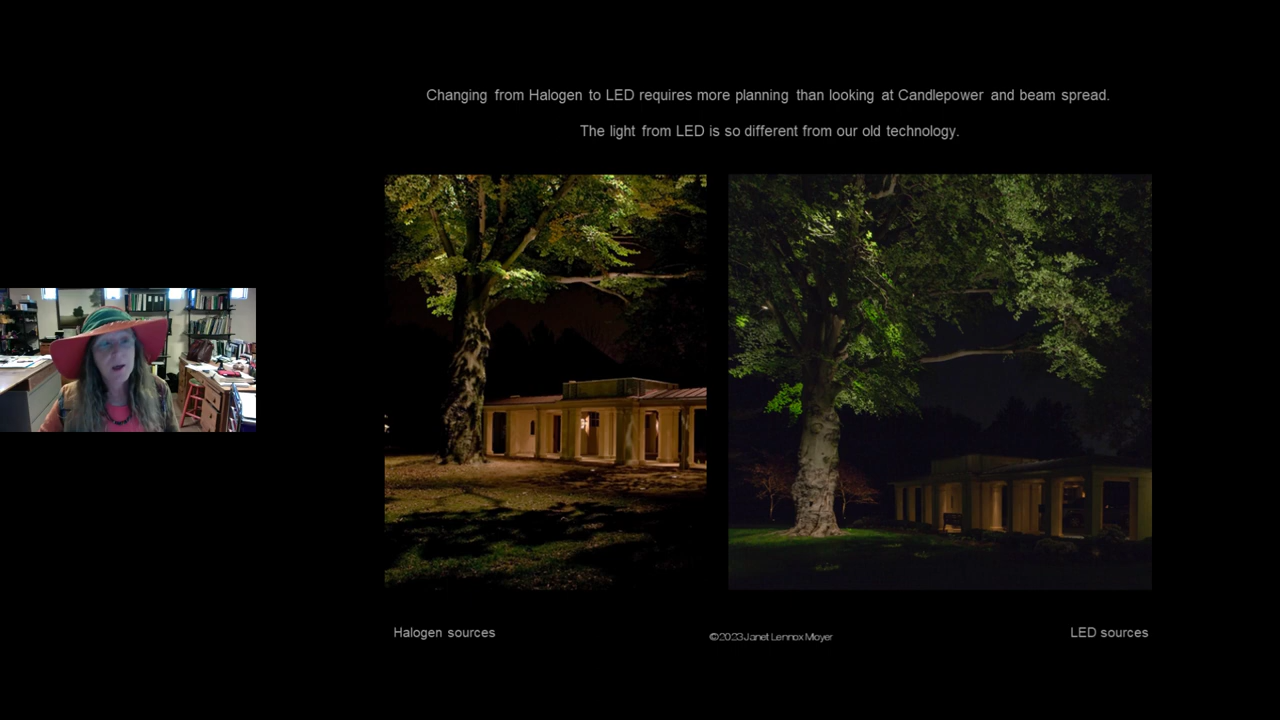 Changing from Halogen to LED requires more planning than looking at Candlepower and beam spread.
The light from LED is so different from our old technology.
Halogen sources
©2023 Janet Lennox Moyer
LED sources